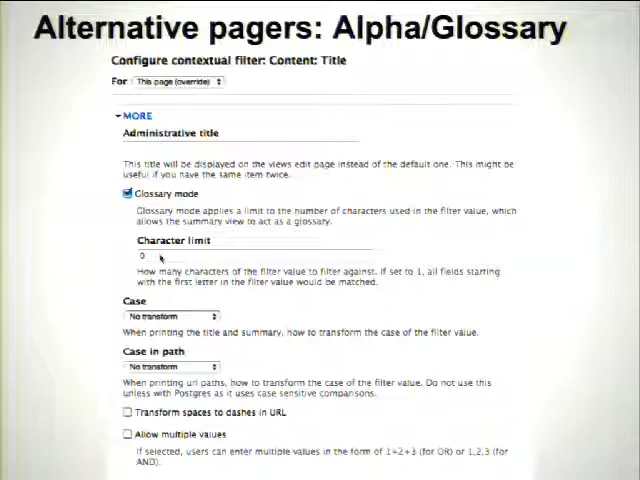 Alternative pagers: Alpha/Glossary
Configure contextual filter: Content: Title
For This page (override)
MORE
Administrative title
This title will be displayed on the views edit page instead of the default one. This might be
useful if you have the same item twice.
Glossary mode
Glossary mode applies a limit to the number of characters used in the filter value, which
allows the summary view to act as a glossary.
Character limit
0
How many characters of the filter value to filter against. If set to 1, all fields starting
with the first letter in the filter value would be matched.
Case
No transform
When printing the title and summary, how to transform the case of the filter value.
Case in path
No transform
When printing url paths, how to transform the case of the filter value. Do not use this
unless with Postgres as it uses case sensitive comparisons.
Transform spaces to dashes in URL
Allow multiple values
If selected, users can enter multiple values in the form of 1+2+3 (for OR) or 1,2,3 (for
AND).